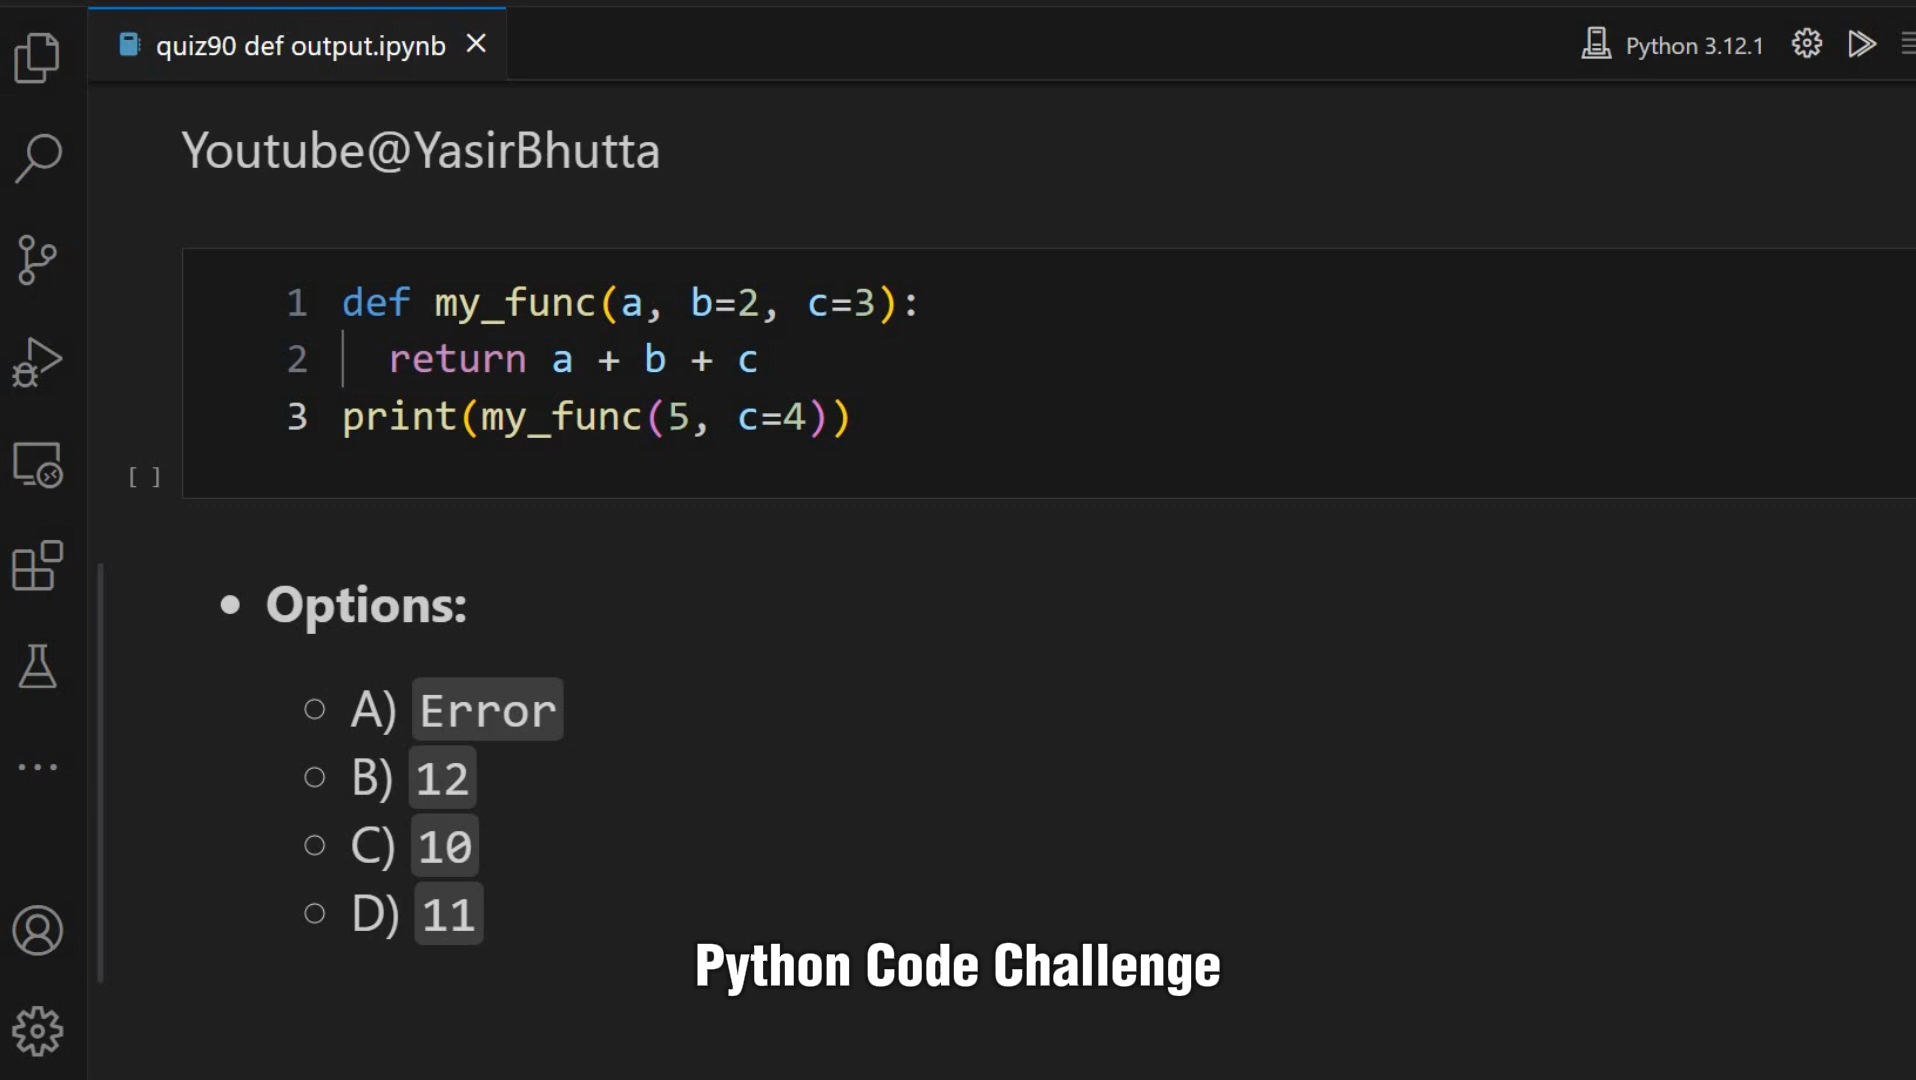 quiz90 def output.ipynb
Python 3.12.1
Youtube@YasirBhutta
1 def my_func(a, b=2, c=3):
2 return a + b + c
3 print(my_func(5, c=4))
[ ]
• Options:
○ A) Error
○ B) 12
○ C) 10
○ D) 11
Python Code Challenge